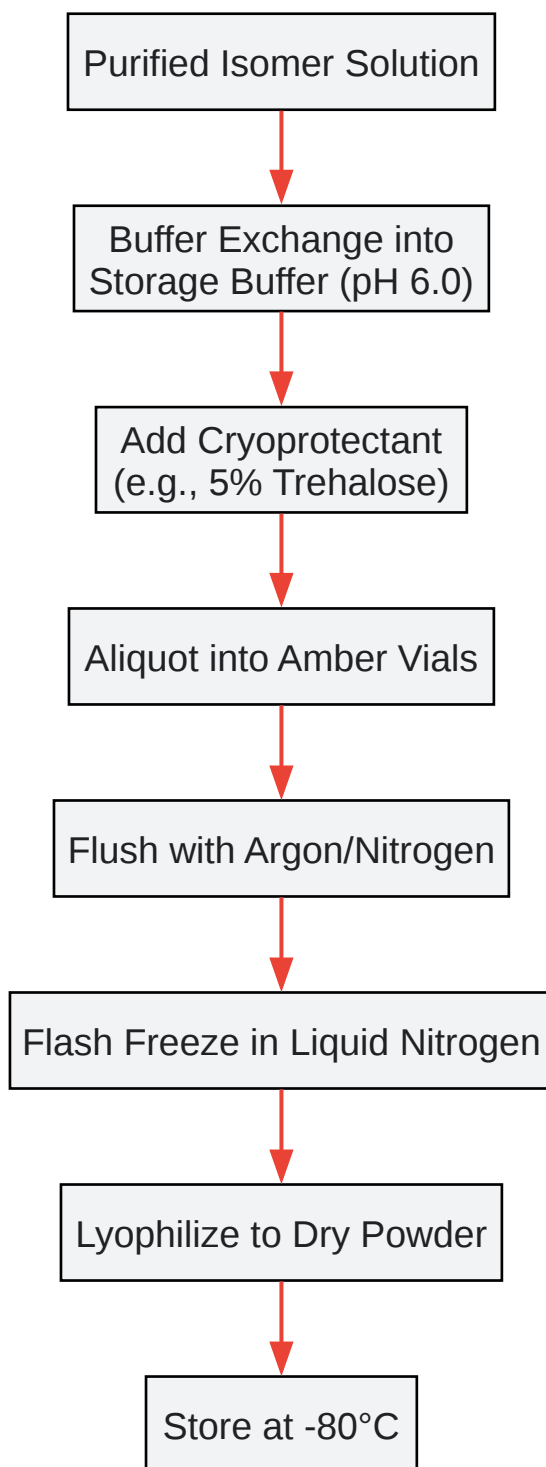 Purified Isomer Solution
Buffer Exchange into
Storage Buffer (pH 6.0)
Add Cryoprotectant
(e.g., 5% Trehalose)
Aliquot into Amber Vials
Flush with Argon/Nitrogen
Flash Freeze in Liquid Nitrogen
Lyophilize to Dry Powder
Store at -80°C